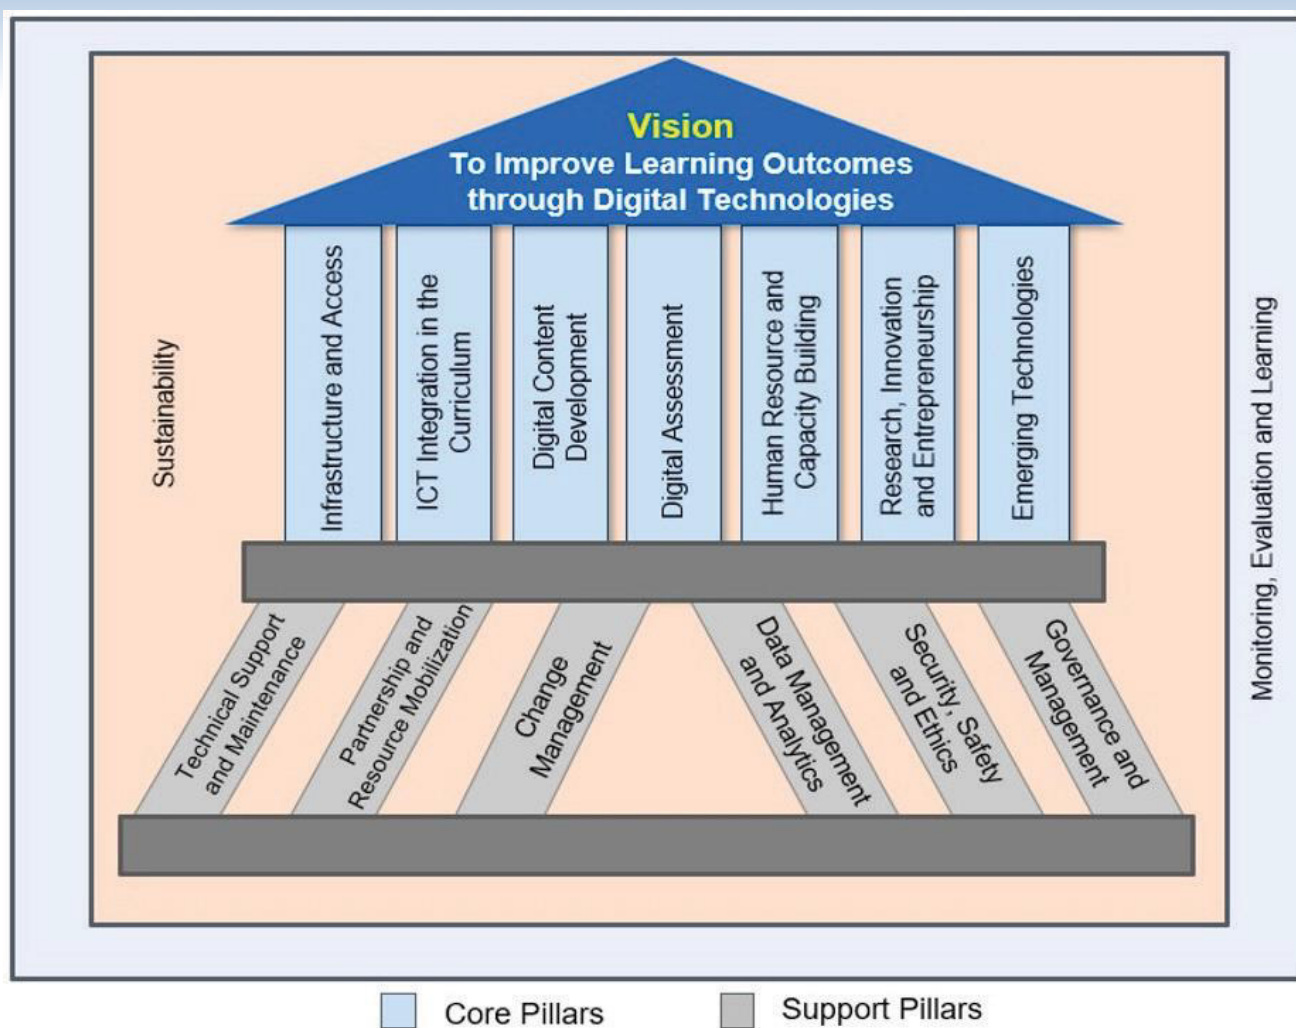 Vision
To Improve Learning Outcomes
through Digital Technologies
Sustainability
Infrastructure and Access
ICT Integration in the
Curriculum
Digital Content
Development
Digital Assessment
Human Resource and
Capacity Building
Research, Innovation
and Entrepreneurship
Emerging Technologies
Monitoring, Evaluation and Learning
Technical Support
and Maintenance
Partnership and
Resource Mobilization
Change
Management
Data Management
and Analytics
Security, Safety
and Ethics
Governance and
Management
Core Pillars
Support Pillars